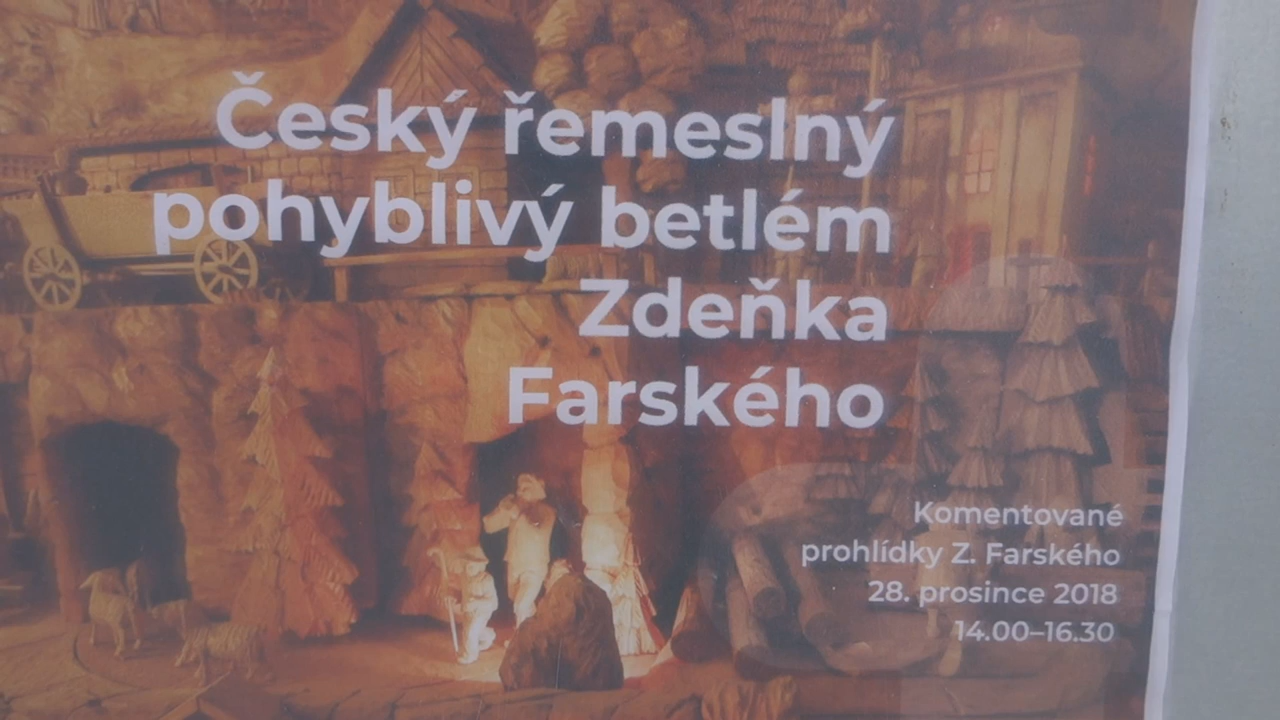 Český řemeslný
pohyblivý betlém
Zdeňka
Farského
Komentované
prohlídky Z. Farského
28. prosince 2018
14.00–16.30